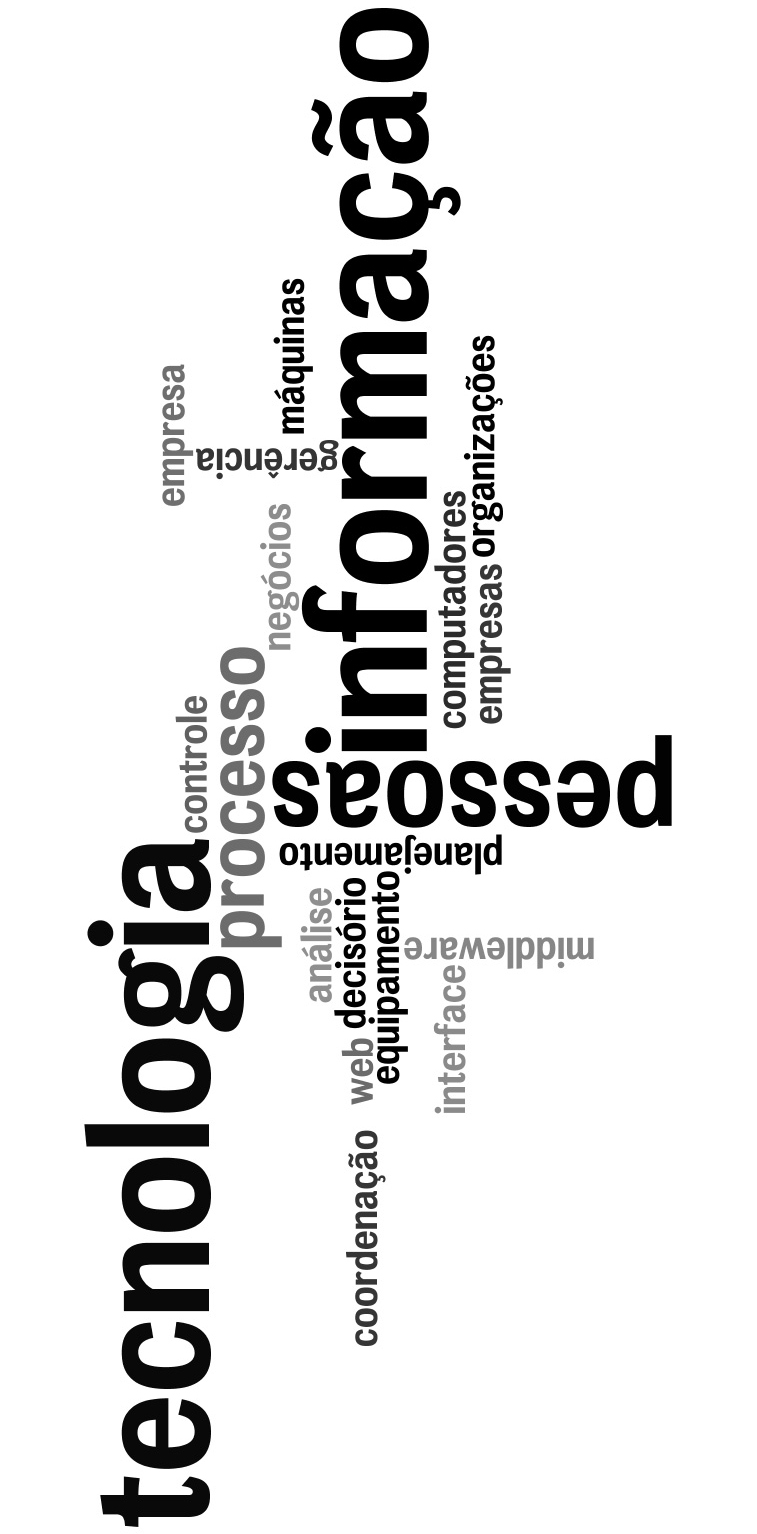 informação
máquinas
empresa
gerência
organizações
computadores
negócios
empresas
processo
controle
pessoas
planejamento
tecnologia
análise
decisório
equipamento
middleware
interface
web
coordenação